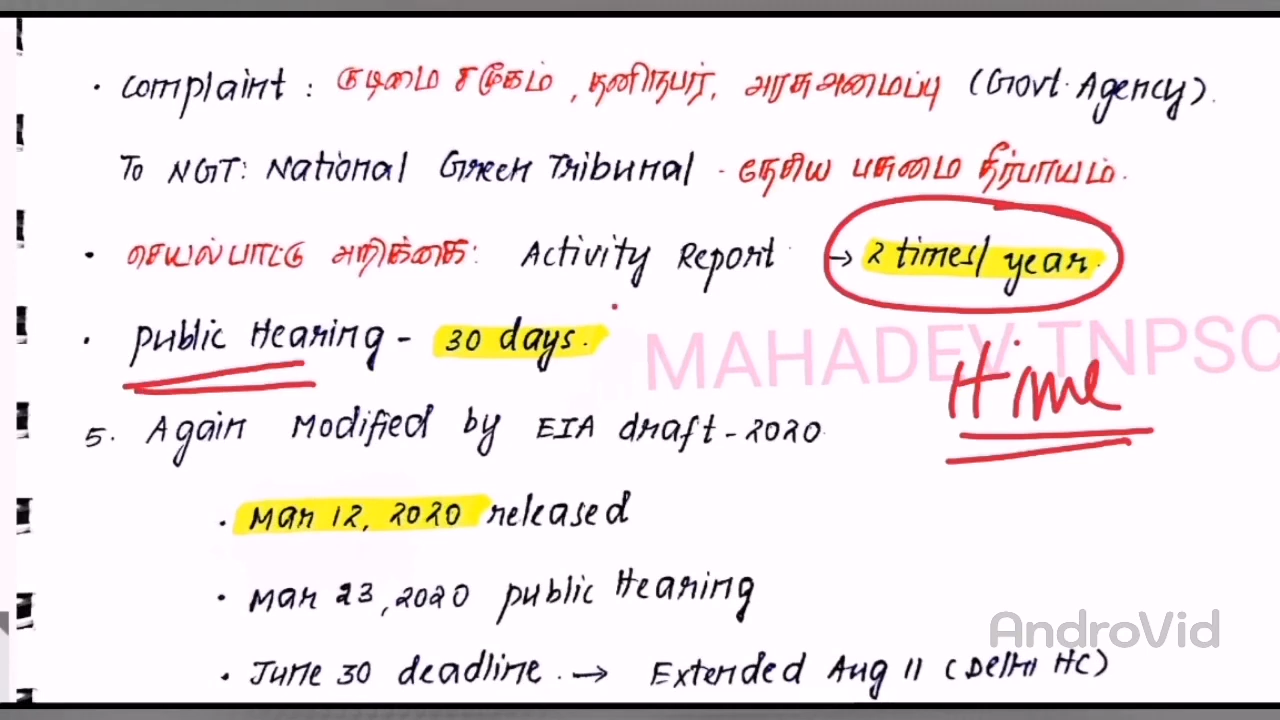 • Complaint : குடிமை சமூகம், தனிநபர், அரசுஅமைப்பு (Govt. Agency).
To NGT: National Green Tribunal - தேசிய பசுமை தீர்பாயம்.
• செயல்பாட்டு அறிக்கை: Activity Report → 2 times/ year.
• Public Hearing - 30 days.
MAHADEV TNPSC
Time
5. Again Modified by EIA draft - 2020.
• Mar 12, 2020 released
• Mar 23, 2020 public Hearing
AndroVid
• June 30 deadline. → Extended Aug 11 (Delhi HC)